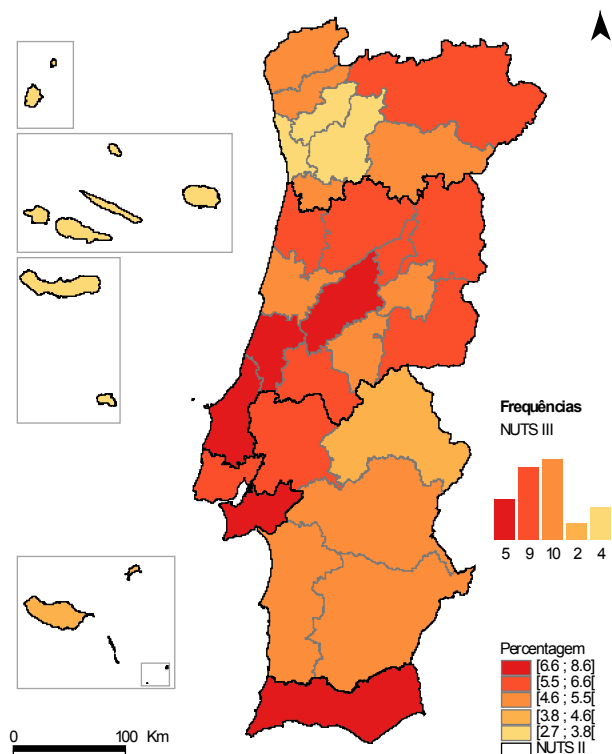 Frequências
NUTS III
5 9 10 2 4
Percentagem
[6.6 ; 8.6]
[5.5 ; 6.6[
[4.6 ; 5.5[
[3.8 ; 4.6[
[2.7 ; 3.8[
NUTS II
0 100 Km